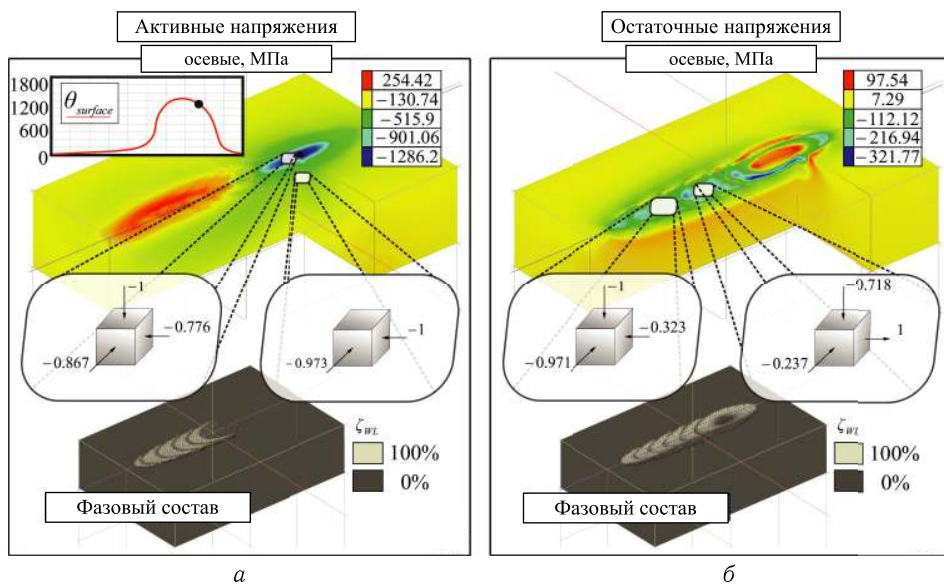 Активные напряжения
осевые, МПа
1800
1300
600
0
θsurface
254.42
−130.74
−515.9
−901.06
−1286.2
−1
−0.776
−0.867
−1
−0.973
ζWL
100%
0%
Фазовый состав
а
Остаточные напряжения
осевые, МПа
97.54
7.29
−112.12
−216.94
−321.77
−1
−0.323
−0.971
−0.718
1
−0.237
ζWL
100%
0%
Фазовый состав
б